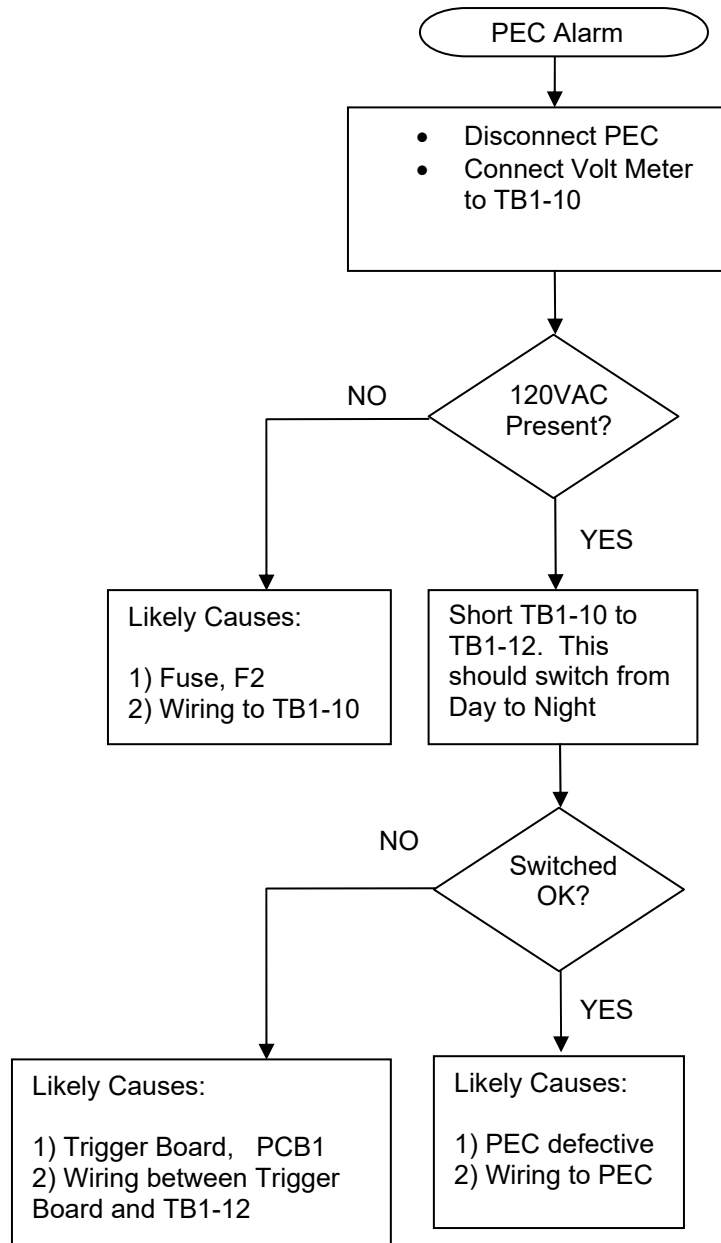 PEC Alarm
• Disconnect PEC
• Connect Volt Meter
to TB1-10
120VAC
Present?
NO
YES
Likely Causes:
1) Fuse, F2
2) Wiring to TB1-10
Short TB1-10 to
TB1-12. This
should switch from
Day to Night
Switched
OK?
NO
YES
Likely Causes:
1) Trigger Board, PCB1
2) Wiring between Trigger
Board and TB1-12
Likely Causes:
1) PEC defective
2) Wiring to PEC